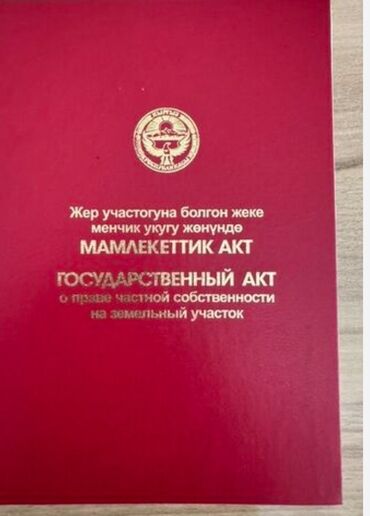 Жер участогуна болгон жеке
менчик укугу жөнүндө
МАМЛЕКЕТТИК АКТ
ГОСУДАРСТВЕННЫЙ АКТ
о праве частной собственности
на земельный участок